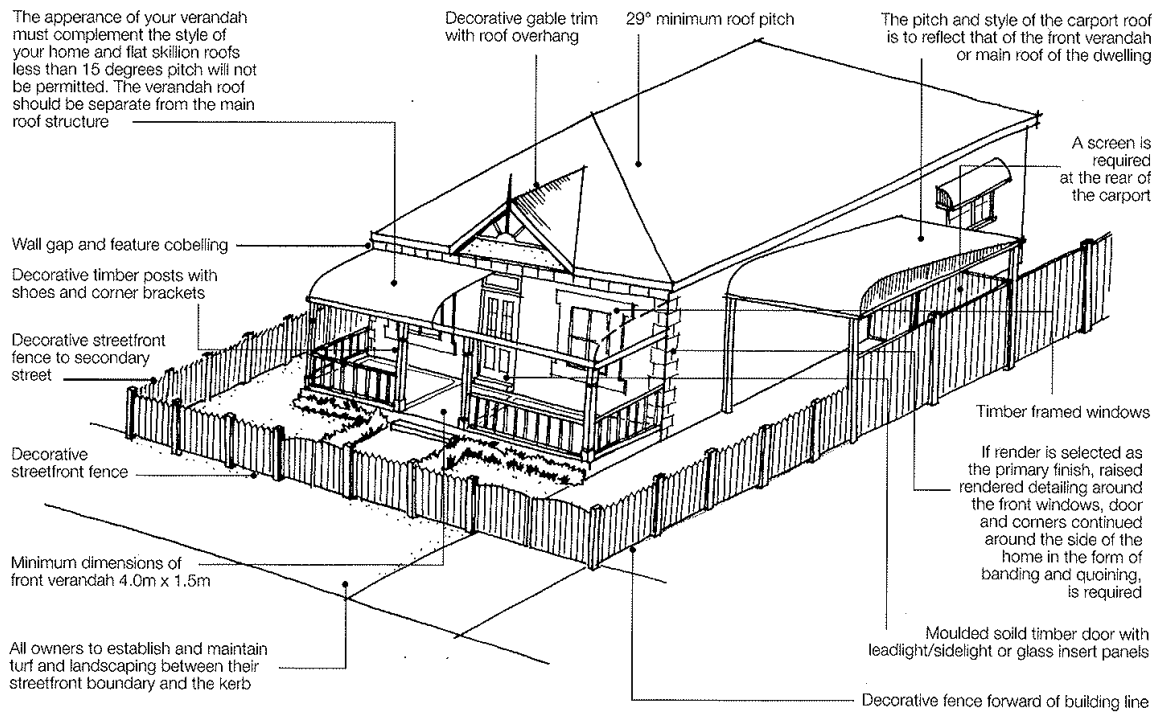 The apperance of your verandah
must complement the style of
your home and flat skillion roofs
less than 15 degrees pitch will not
be permitted. The verandah roof
should be separate from the main
roof structure
Decorative gable trim
with roof overhang
29° minimum roof pitch
The pitch and style of the carport roof
is to reflect that of the front verandah
or main roof of the dwelling
A screen is
required
at the rear of
the carport
Wall gap and feature cobelling
Decorative timber posts with
shoes and corner brackets
Decorative streetfront
fence to secondary
street
Decorative
streetfront fence
Minimum dimensions of
front verandah 4.0m x 1.5m
All owners to establish and maintain
turf and landscaping between their
streetfront boundary and the kerb
Timber framed windows
If render is selected as
the primary finish, raised
rendered detailing around
the front windows, door
and corners continued
around the side of the
home in the form of
banding and quoining,
is required
Moulded soild timber door with
leadlight/sidelight or glass insert panels
Decorative fence forward of building line